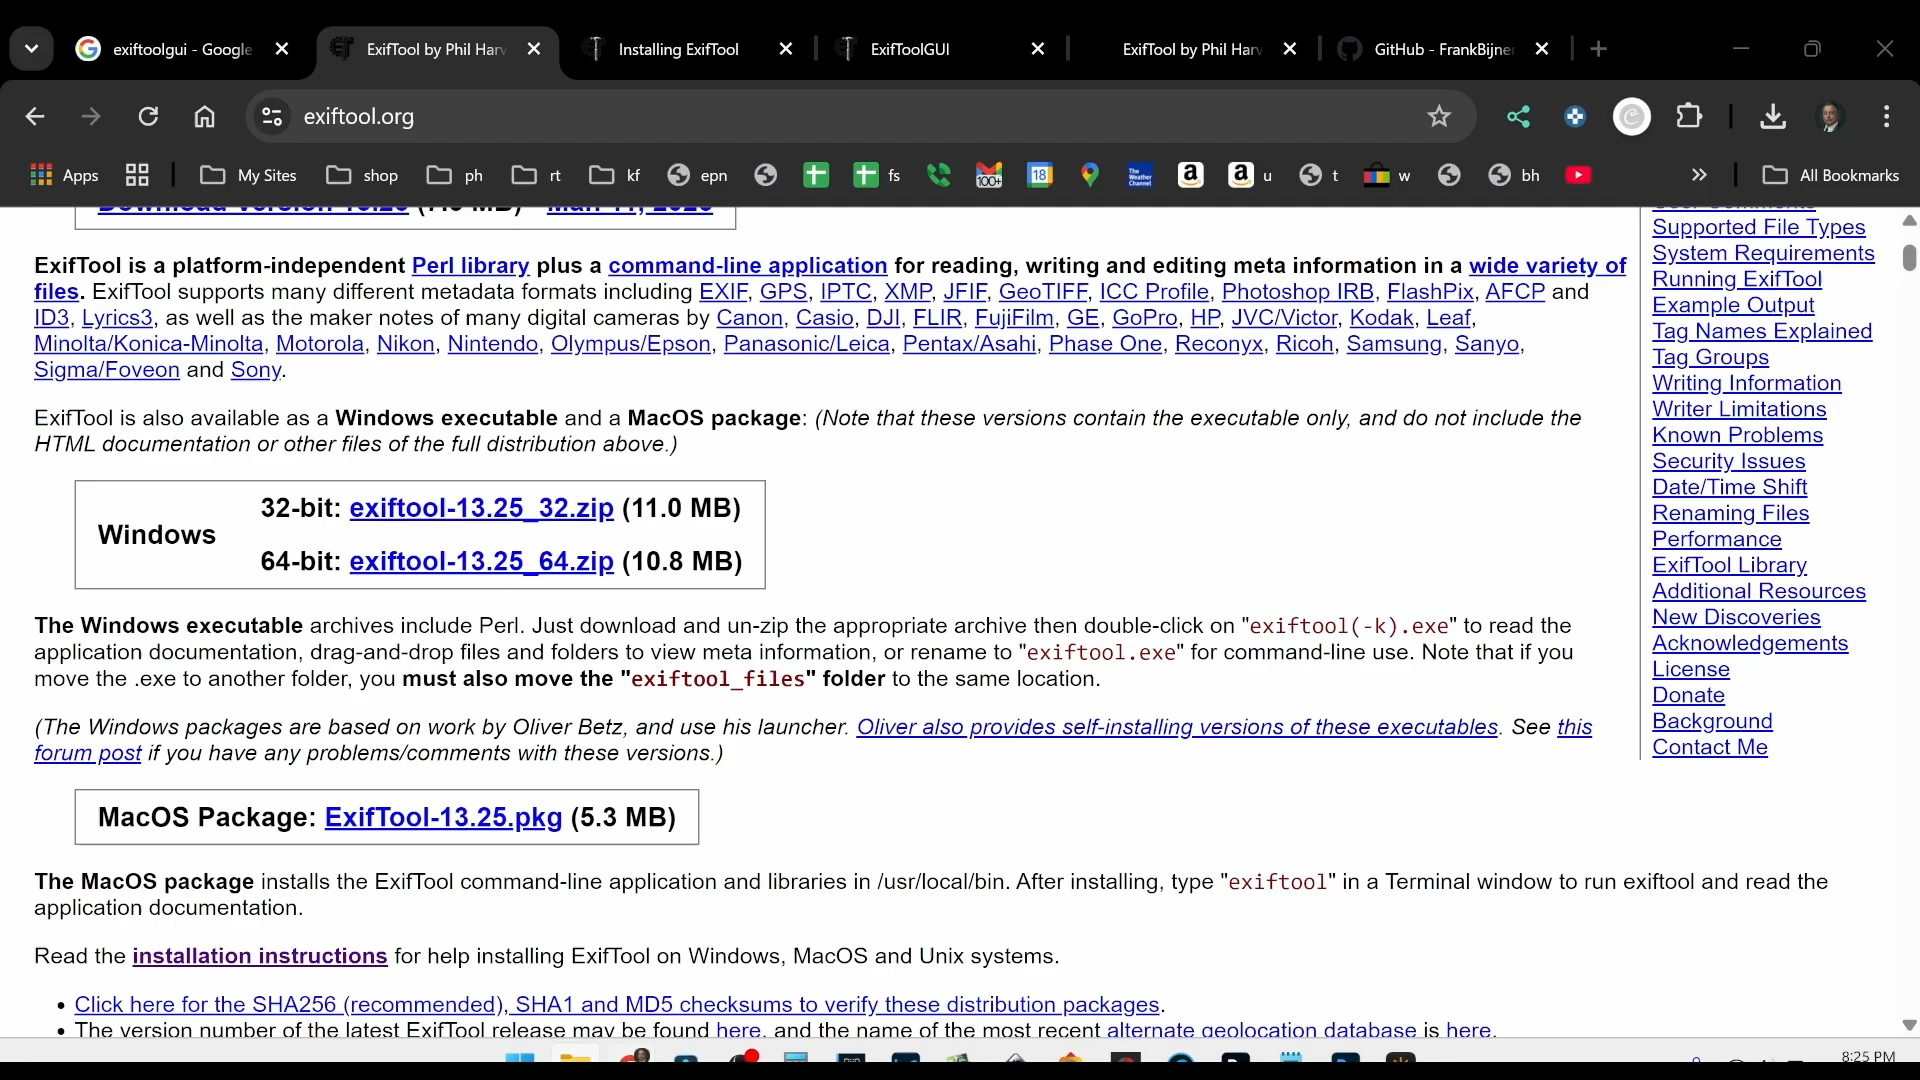 exiftoolgui - Google
ExifTool by Phil Harv
Installing ExifTool
ExifToolGUI
ExifTool by Phil Harv
GitHub - FrankBijnen
exiftool.org
Apps
My Sites
shop
ph
rt
kf
epn
fs
100+
18
The Weather Channel
u
t
w
bh
All Bookmarks
Supported File Types
System Requirements
Running ExifTool
Example Output
Tag Names Explained
Tag Groups
Writing Information
Writer Limitations
Known Problems
Security Issues
Date/Time Shift
Renaming Files
Performance
ExifTool Library
Additional Resources
New Discoveries
Acknowledgements
License
Donate
Background
Contact Me
ExifTool is a platform-independent Perl library plus a command-line application for reading, writing and editing meta information in a wide variety of
files. ExifTool supports many different metadata formats including EXIF, GPS, IPTC, XMP, JFIF, GeoTIFF, ICC Profile, Photoshop IRB, FlashPix, AFCP and
ID3, Lyrics3, as well as the maker notes of many digital cameras by Canon, Casio, DJI, FLIR, FujiFilm, GE, GoPro, HP, JVC/Victor, Kodak, Leaf,
Minolta/Konica-Minolta, Motorola, Nikon, Nintendo, Olympus/Epson, Panasonic/Leica, Pentax/Asahi, Phase One, Reconyx, Ricoh, Samsung, Sanyo,
Sigma/Foveon and Sony.
ExifTool is also available as a Windows executable and a MacOS package: (Note that these versions contain the executable only, and do not include the
HTML documentation or other files of the full distribution above.)
Windows
32-bit: exiftool-13.25_32.zip (11.0 MB)
64-bit: exiftool-13.25_64.zip (10.8 MB)
The Windows executable archives include Perl. Just download and un-zip the appropriate archive then double-click on "exiftool(-k).exe" to read the
application documentation, drag-and-drop files and folders to view meta information, or rename to "exiftool.exe" for command-line use. Note that if you
move the .exe to another folder, you must also move the "exiftool_files" folder to the same location.
(The Windows packages are based on work by Oliver Betz, and use his launcher. Oliver also provides self-installing versions of these executables. See this
forum post if you have any problems/comments with these versions.)
MacOS Package: ExifTool-13.25.pkg (5.3 MB)
The MacOS package installs the ExifTool command-line application and libraries in /usr/local/bin. After installing, type "exiftool" in a Terminal window to run exiftool and read the
application documentation.
Read the installation instructions for help installing ExifTool on Windows, MacOS and Unix systems.
• Click here for the SHA256 (recommended), SHA1 and MD5 checksums to verify these distribution packages.
• The version number of the latest ExifTool release may be found here, and the name of the most recent alternate geolocation database is here.
8:25 PM